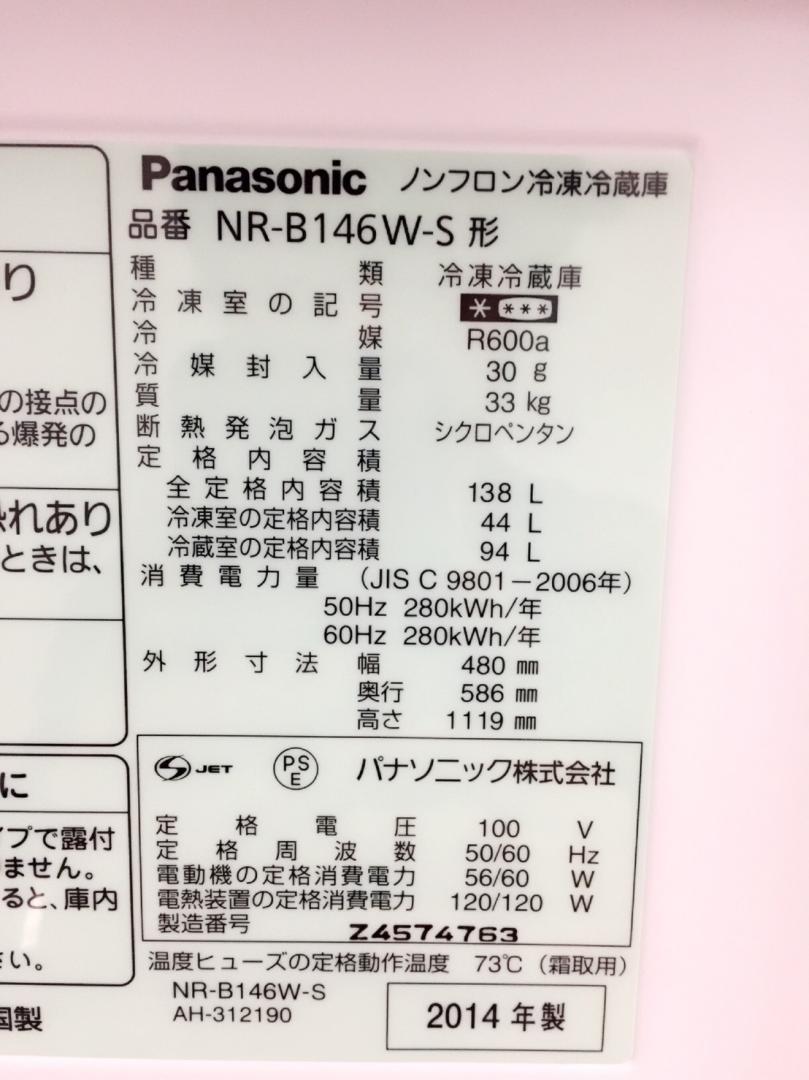 り
の接点の
る爆発の
れあり
ときは、
に
イプで露付
ません。
ると、庫内
さい。
国製
Panasonic ノンフロン冷凍冷蔵庫
品番 NR-B146W-S 形
種類 冷凍冷蔵庫
冷凍室の記号 * ***
冷媒 R600a
冷媒封入量 30 g
質量 33 kg
断熱発泡ガス シクロペンタン
定格内容積
全定格内容積 138 L
冷凍室の定格内容積 44 L
冷蔵室の定格内容積 94 L
消費電力量 (JIS C 9801-2006年)
50Hz 280kWh/年
60Hz 280kWh/年
外形寸法 幅 480 mm
奥行 586 mm
高さ 1119 mm
S JET PSE パナソニック株式会社
定格電圧 100 V
定格周波数 50/60 Hz
電動機の定格消費電力 56/60 W
電熱装置の定格消費電力 120/120 W
製造番号 Z4574763
温度ヒューズの定格動作温度 73℃ (霜取用)
NR-B146W-S
AH-312190
2014 年製